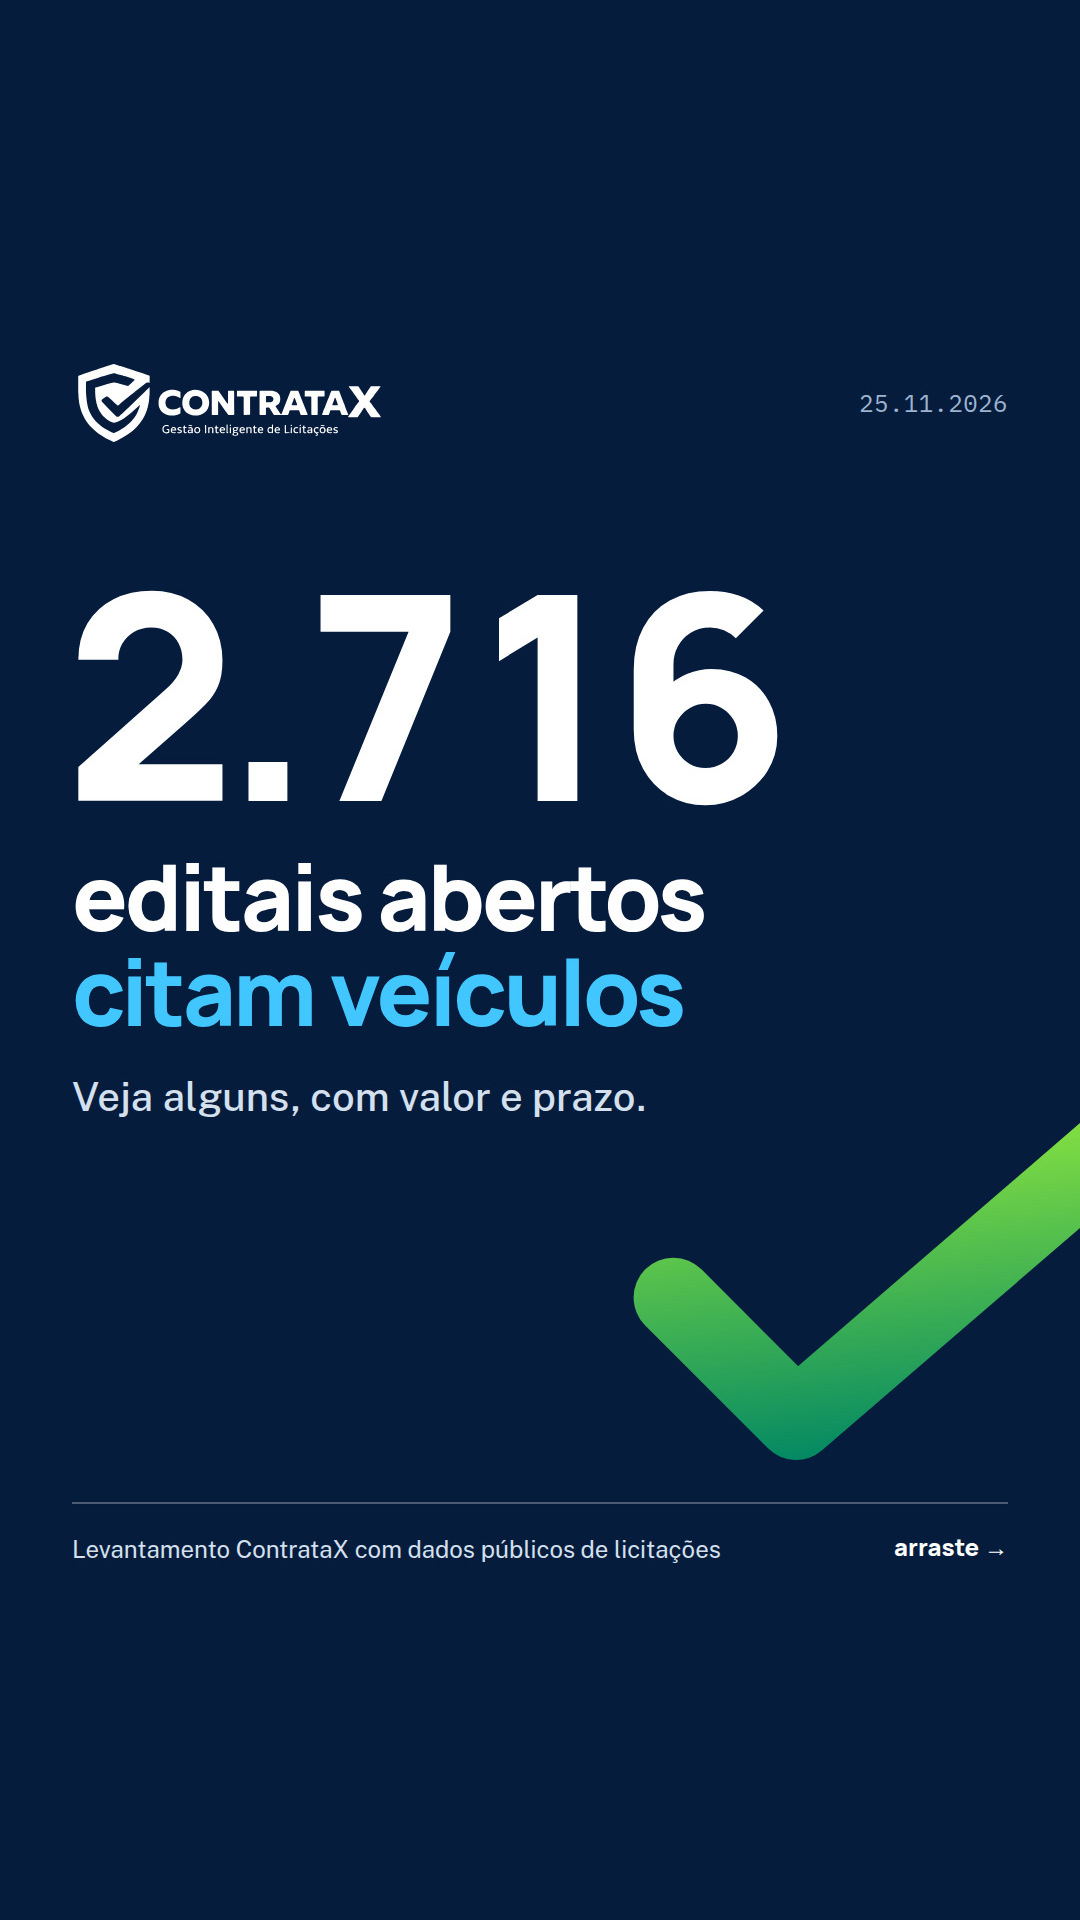 CONTRATAX
Gestão Inteligente de Licitações
25.11.2026
2.716
editais abertos
citam veículos
Veja alguns, com valor e prazo.
Levantamento ContrataX com dados públicos de licitações
arraste →